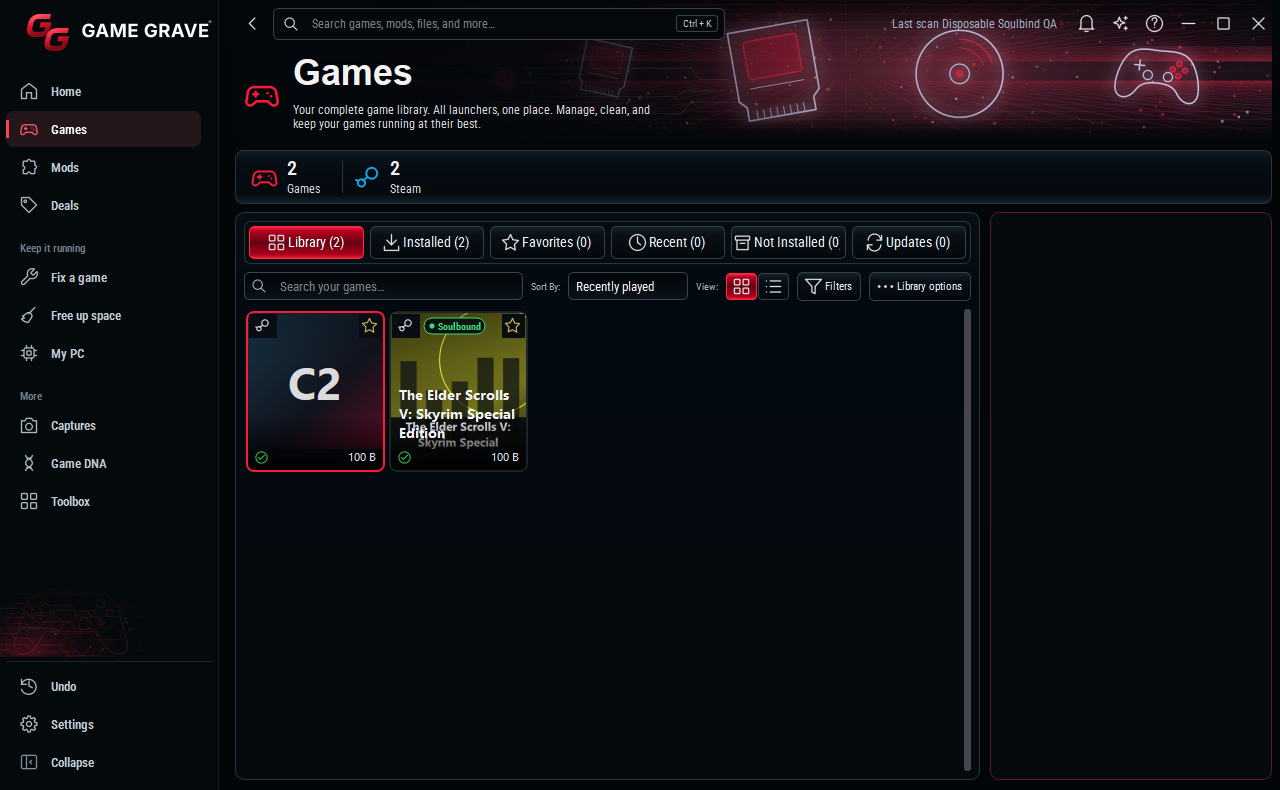 GG GAME GRAVE
Search games, mods, files, and more...
Ctrl + K
Last scan Disposable Soulbind QA
Home
Games
Mods
Deals
Keep it running
Fix a game
Free up space
My PC
More
Captures
Game DNA
Toolbox
Undo
Settings
Collapse
Games
Your complete game library. All launchers, one place. Manage, clean, and
keep your games running at their best.
2
Games
2
Steam
Library (2)
Installed (2)
Favorites (0)
Recent (0)
Not Installed (0
Updates (0)
Search your games...
Sort By:
Recently played
View:
Filters
Library options
C2
100 B
Soulbound
The Elder Scrolls
V: Skyrim Special
Edition
The Elder Scrolls V:
Skyrim Special
100 B